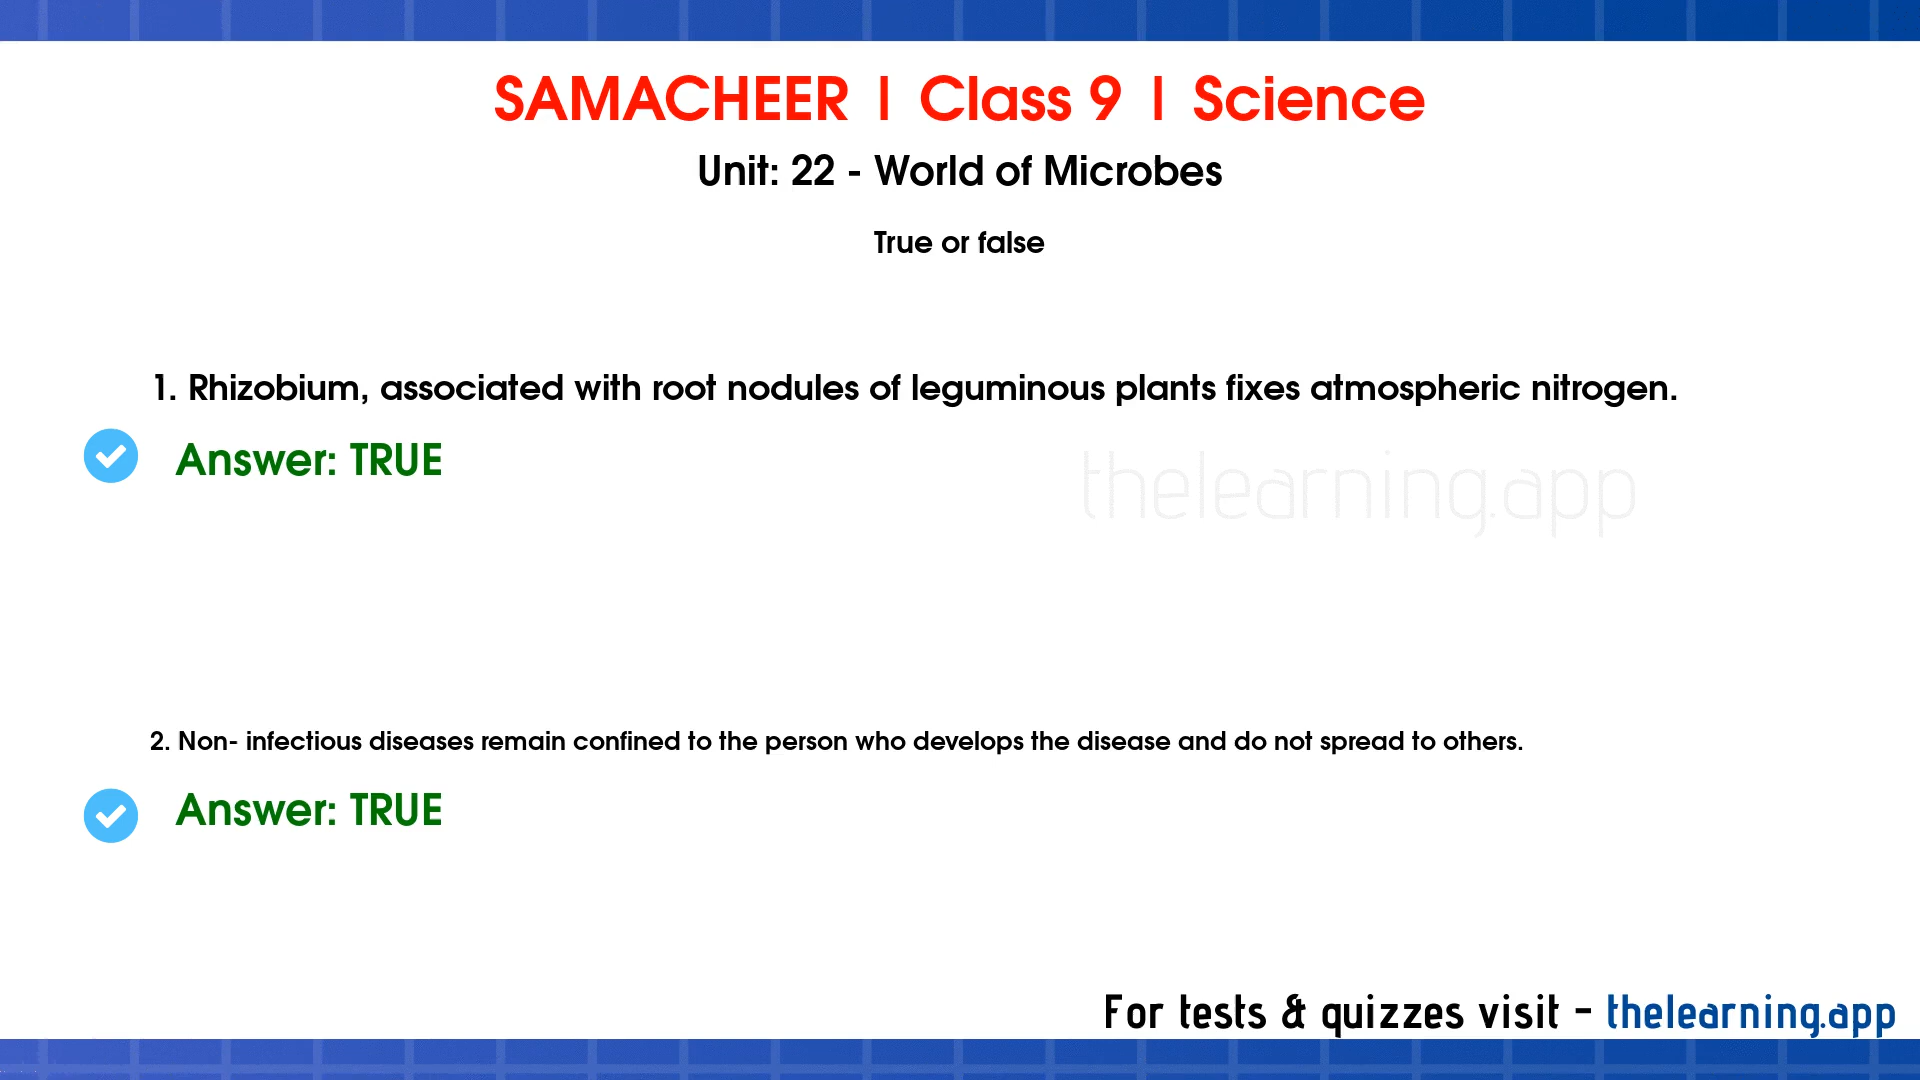 SAMACHEER | Class 9 | Science
Unit: 22 - World of Microbes
True or false
1. Rhizobium, associated with root nodules of leguminous plants fixes atmospheric nitrogen.
Answer: TRUE
thelearning.app
2. Non- infectious diseases remain confined to the person who develops the disease and do not spread to others.
Answer: TRUE
For tests & quizzes visit - thelearning.app